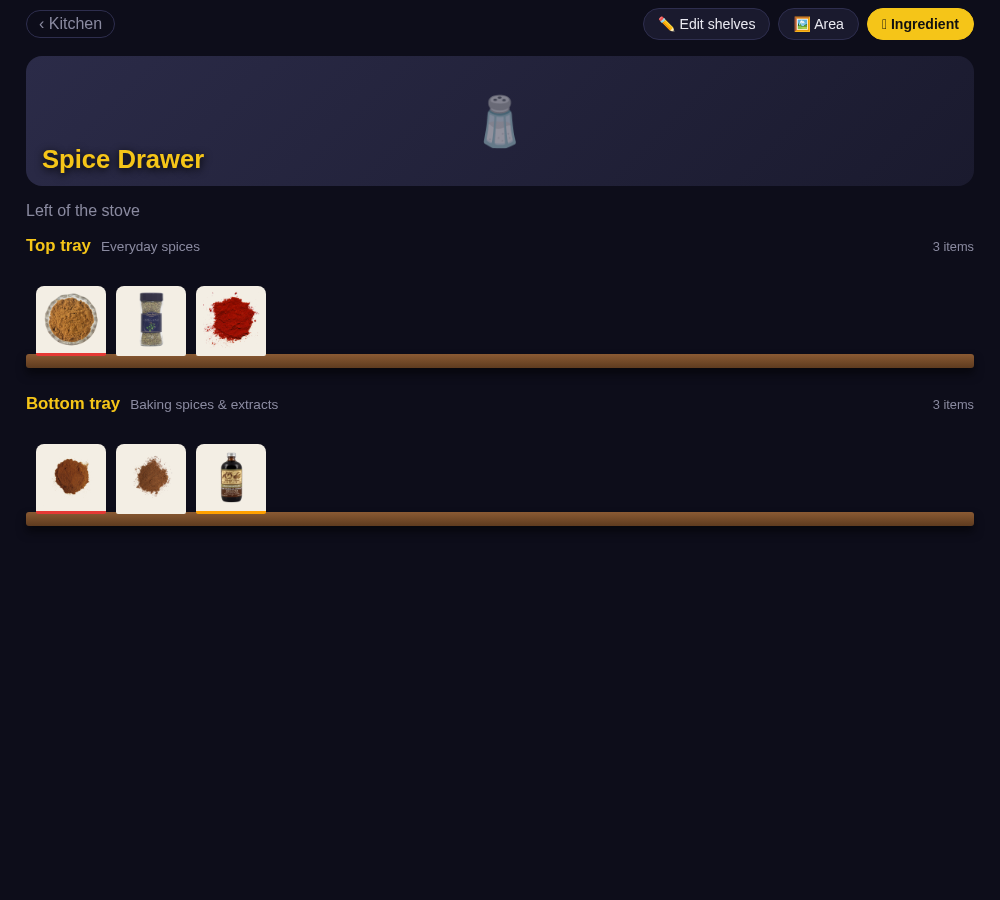 ‹ Kitchen
Edit shelves
Area
Ingredient
Spice Drawer
Left of the stove
Top tray Everyday spices 3 items
Bottom tray Baking spices & extracts 3 items